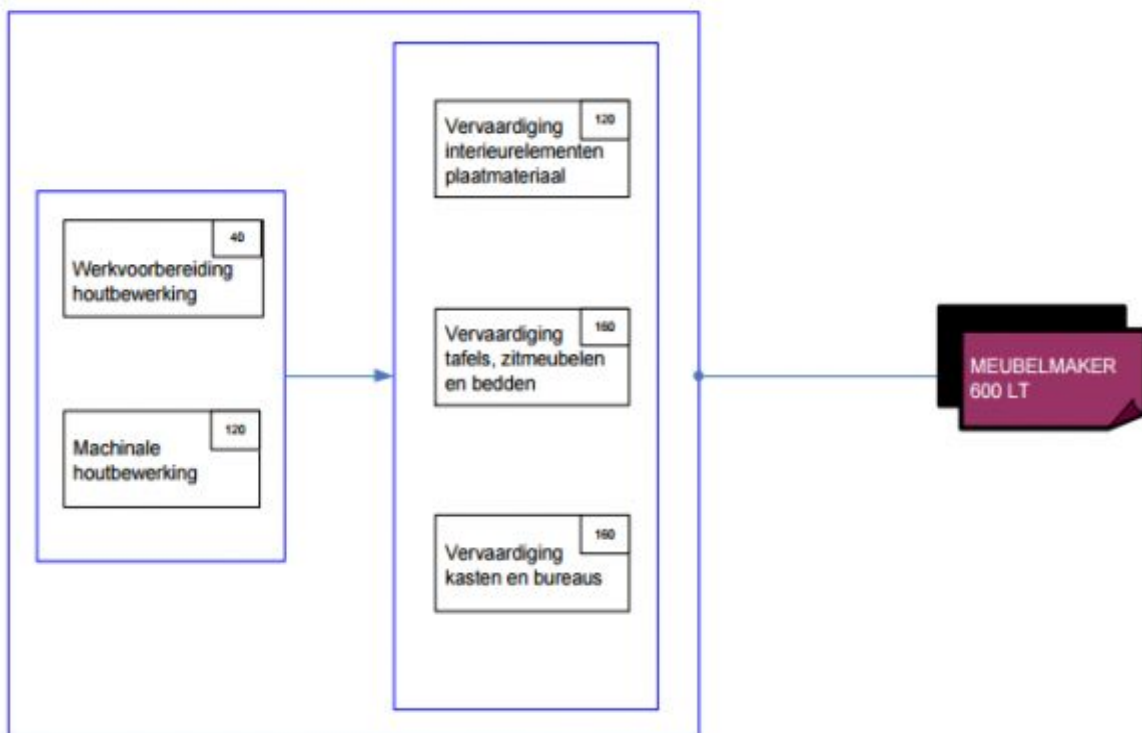 40
Werkvoorbereiding
houtbewerking
120
Machinale
houtbewerking
120
Vervaardiging
interieurelementen
plaatmateriaal
160
Vervaardiging
tafels, zitmeubelen
en bedden
160
Vervaardiging
kasten en bureaus
MEUBELMAKER
600 LT